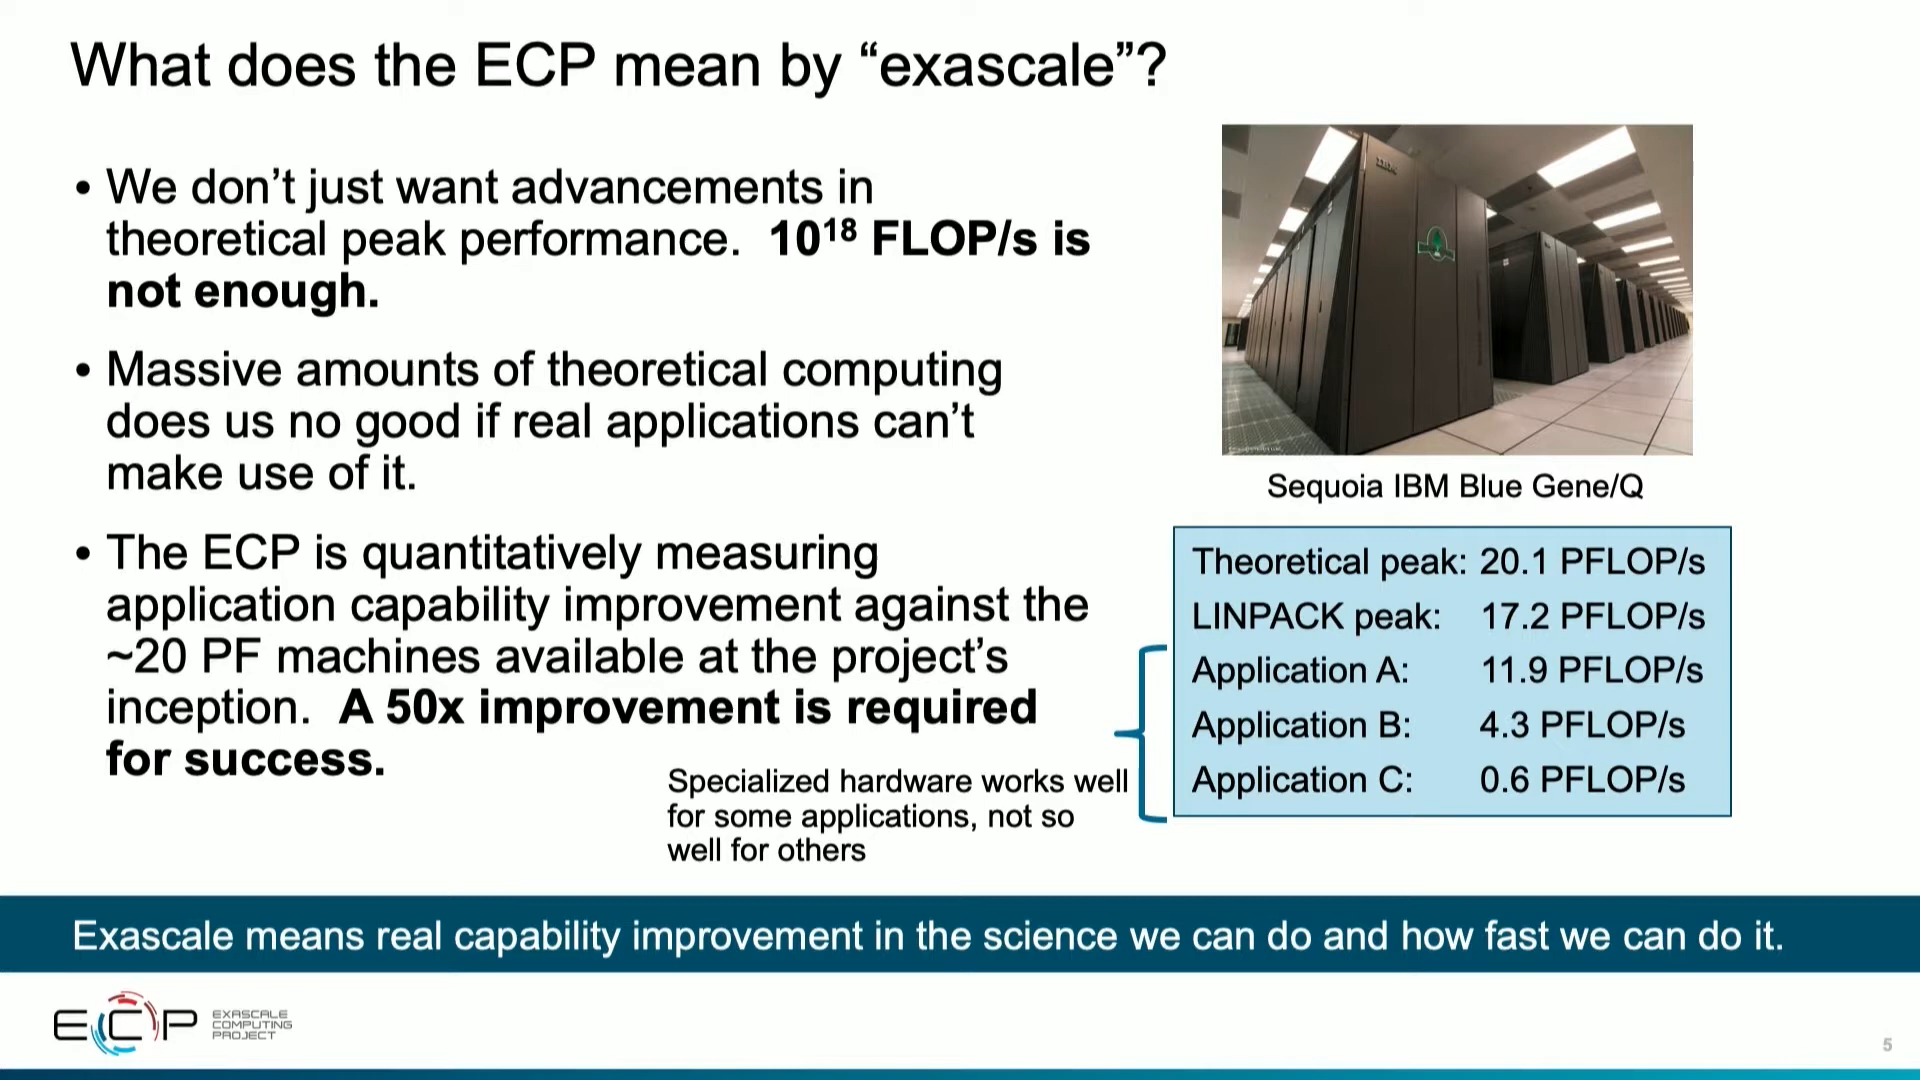 What does the ECP mean by “exascale”?
• We don’t just want advancements in
theoretical peak performance.  10¹⁸ FLOP/s is
not enough.
• Massive amounts of theoretical computing
does us no good if real applications can’t
make use of it.
• The ECP is quantitatively measuring
application capability improvement against the
~20 PF machines available at the project’s
inception.  A 50x improvement is required
for success.
Specialized hardware works well
for some applications, not so
well for others
IBM
Sequoia IBM Blue Gene/Q
Theoretical peak: 20.1 PFLOP/s
LINPACK peak: 17.2 PFLOP/s
Application A: 11.9 PFLOP/s
Application B: 4.3 PFLOP/s
Application C: 0.6 PFLOP/s
Exascale means real capability improvement in the science we can do and how fast we can do it.
ECP
EXASCALE
COMPUTING
PROJECT
5